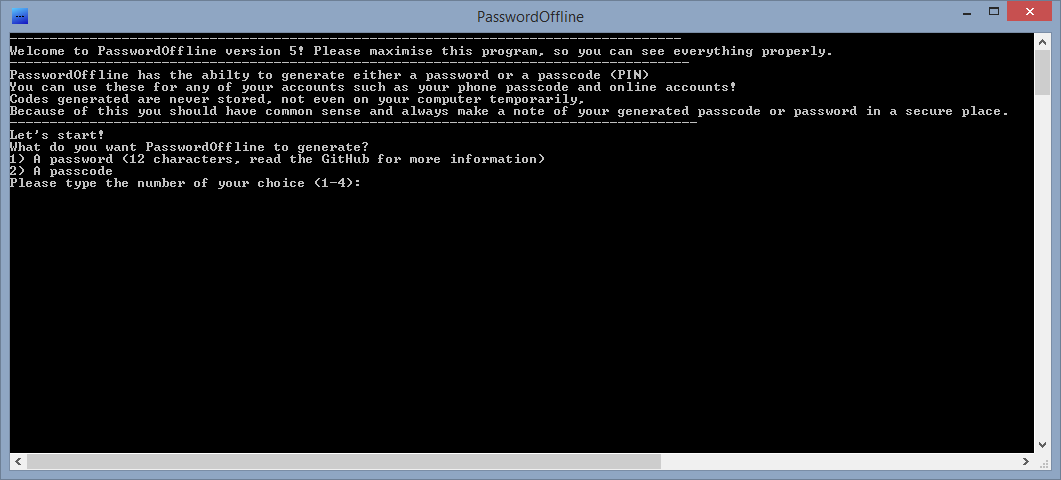 PasswordOffline
Welcome to PasswordOffline version 5! Please maximise this program, so you can see everything properly.
PasswordOffline has the abilty to generate either a password or a passcode (PIN)
You can use these for any of your accounts such as your phone passcode and online accounts!
Codes generated are never stored, not even on your computer temporarily,
Because of this you should have common sense and always make a note of your generated passcode or password in a secure place.
Let's start!
What do you want PasswordOffline to generate?
1) A password (12 characters, read the GitHub for more information)
2) A passcode
Please type the number of your choice (1-4):